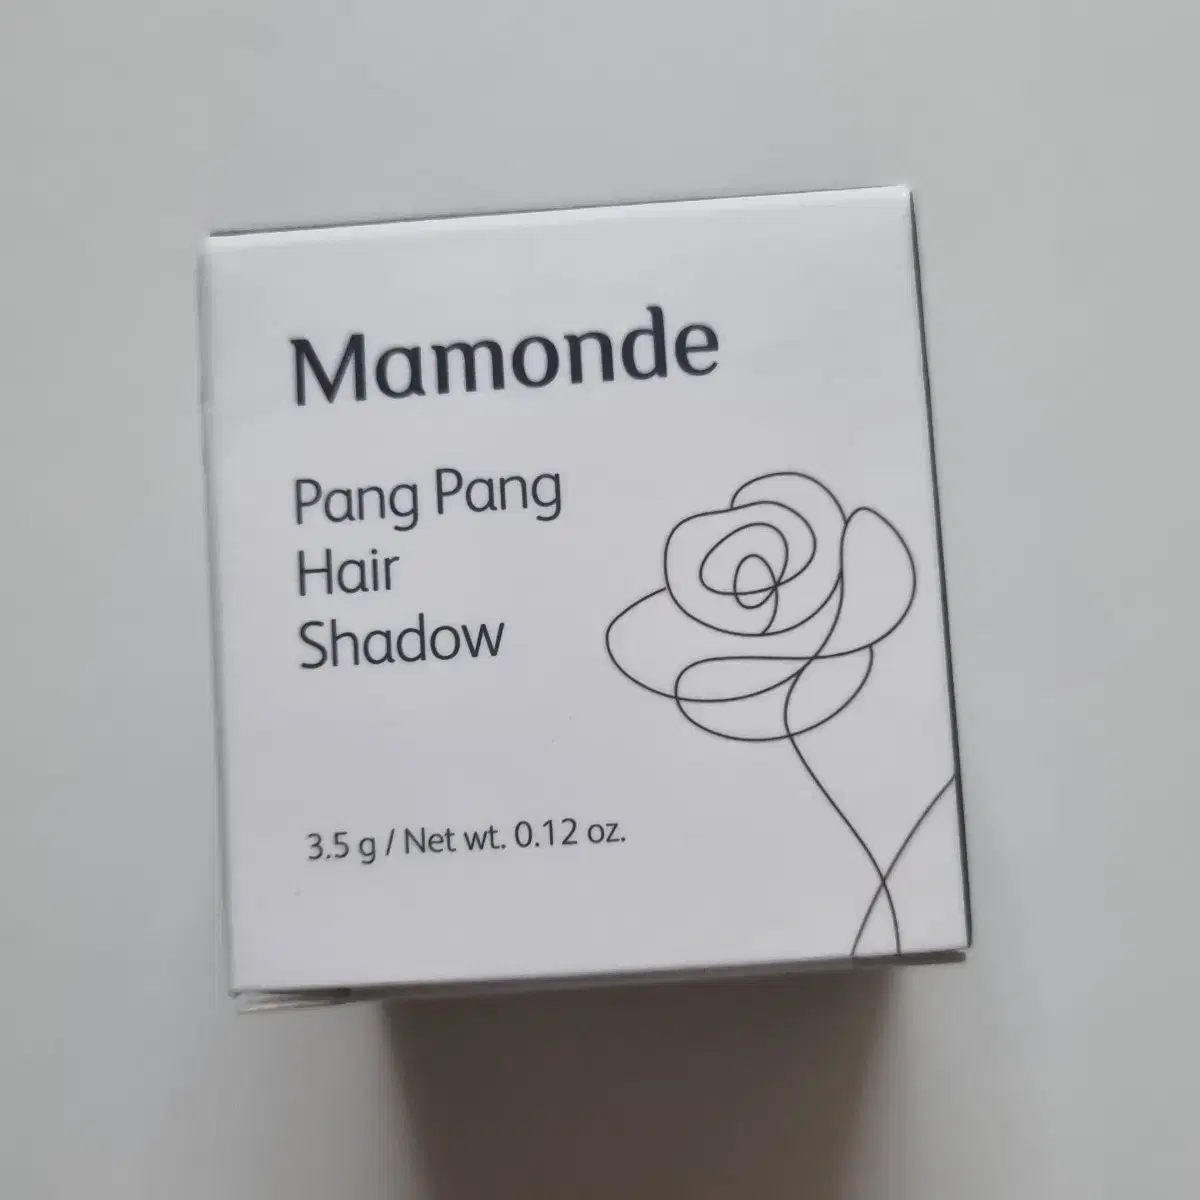 Mamonde
Pang Pang
Hair
Shadow
3.5 g / Net wt. 0.12 oz.